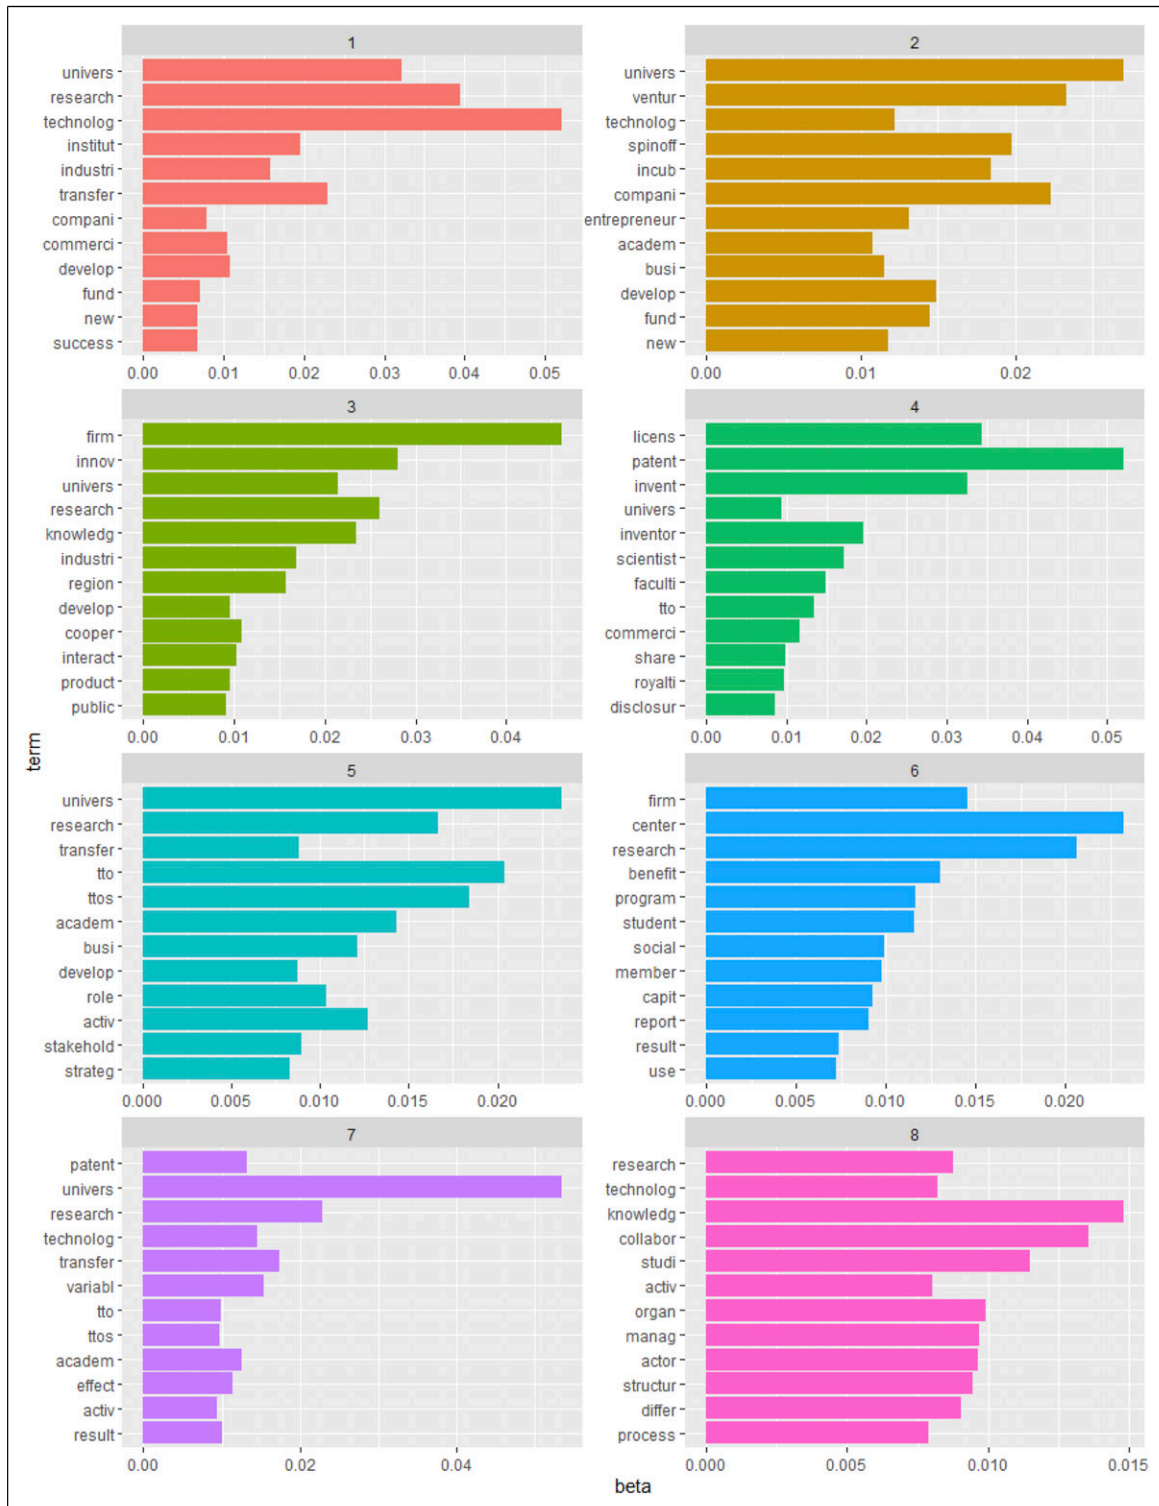 1
univers
research
technolog
institut
industri
transfer
compani
commerci
develop
fund
new
success
0.00 0.01 0.02 0.03 0.04 0.05
2
univers
ventur
technolog
spinoff
incub
compani
entrepreneur
academ
busi
develop
fund
new
0.00 0.01 0.02
3
firm
innov
univers
research
knowledg
industri
region
develop
cooper
interact
product
public
0.00 0.01 0.02 0.03 0.04
4
licens
patent
invent
univers
inventor
scientist
faculti
tto
commerci
share
royalti
disclosur
0.00 0.01 0.02 0.03 0.04 0.05
term
5
univers
research
transfer
tto
ttos
academ
busi
develop
role
activ
stakehold
strateg
0.000 0.005 0.010 0.015 0.020
6
firm
center
research
benefit
program
student
social
member
capit
report
result
use
0.000 0.005 0.010 0.015 0.020
7
patent
univers
research
technolog
transfer
variabl
tto
ttos
academ
effect
activ
result
0.00 0.02 0.04
8
research
technolog
knowledg
collabor
studi
activ
organ
manag
actor
structur
differ
process
0.000 0.005 0.010 0.015
beta